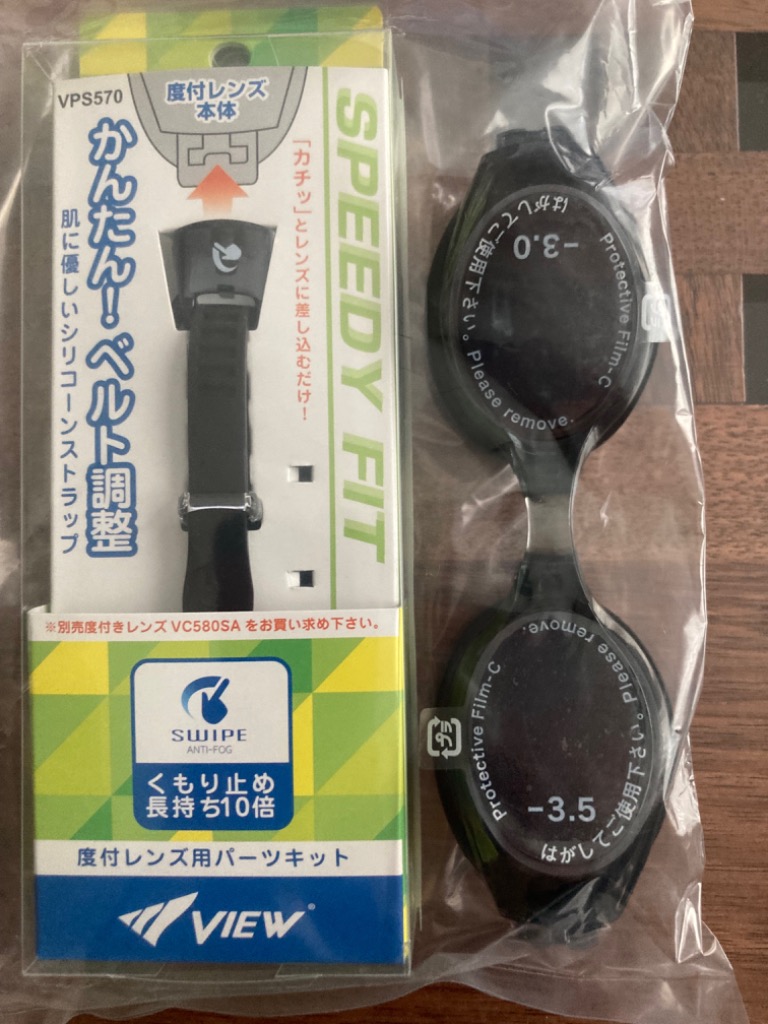 VPS570
度付レンズ
本体
かんたん!ベルト調整
肌に優しいシリコーンストラップ
「カチッ」とレンズに差し込むだけ!
SPEEDY FIT
※別売度付きレンズ VC580SA をお買い求め下さい。
SWIPE
ANTI-FOG
くもり止め
長持ち10倍
度付レンズ用パーツキット
VIEW®
はがしてご使用下さい。 Please remove.
Protective Film-C
-3.0
Protective Film-C
はがしてご使用下さい。 Please remove.
-3.5
プラ